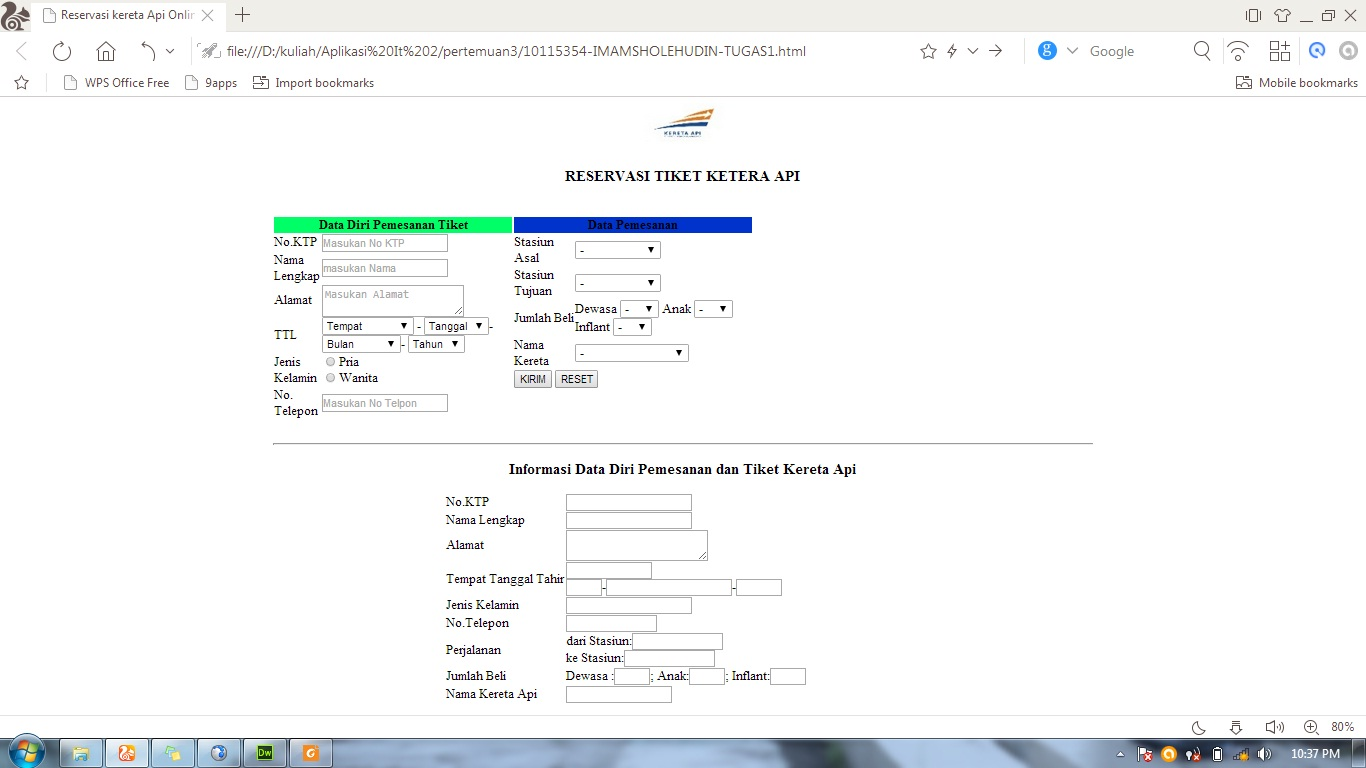 Reservasi kereta Api Onlin
file:///D:/kuliah/Aplikasi%20It%202/pertemuan3/10115354-IMAMSHOLEHUDIN-TUGAS1.html
g
Google
WPS Office Free
9apps
Import bookmarks
Mobile bookmarks
KERETA API
RESERVASI TIKET KETERA API
Data Diri Pemesanan Tiket
No.KTP
Masukan No KTP
Nama
Lengkap
masukan Nama
Alamat
Masukan Alamat
TTL
Tempat - Tanggal -
Bulan - Tahun
Jenis
Kelamin
Pria
Wanita
No.
Telepon
Masukan No Telpon
Data Pemesanan
Stasiun
Asal
-
Stasiun
Tujuan
-
Jumlah Beli
Dewasa - Anak -
Inflant -
Nama
Kereta
-
KIRIM RESET
Informasi Data Diri Pemesanan dan Tiket Kereta Api
No.KTP
Nama Lengkap
Alamat
Tempat Tanggal Tahir
- -
Jenis Kelamin
No.Telepon
Perjalanan
dari Stasiun:
ke Stasiun:
Jumlah Beli
Dewasa : ; Anak: ; Inflant:
Nama Kereta Api
80%
Dw
G
10:37 PM